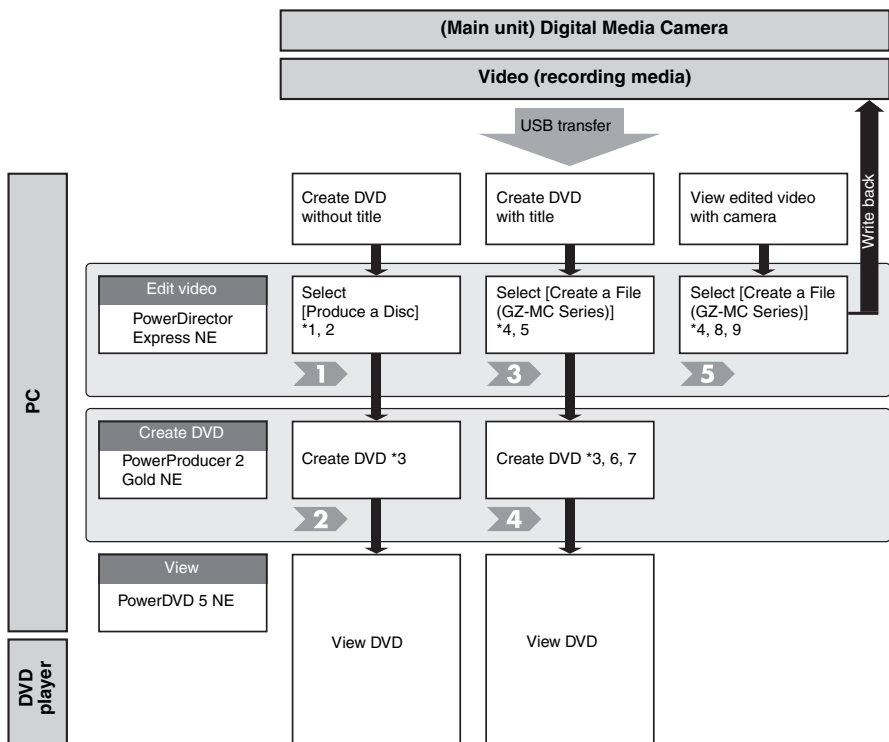 (Main unit) Digital Media Camera
Video (recording media)
USB transfer
Write back
PC
Create DVD
without title
Create DVD
with title
View edited video
with camera
Edit video
PowerDirector
Express NE
Select
[Produce a Disc]
*1, 2
Select [Create a File
(GZ-MC Series)]
*4, 5
Select [Create a File
(GZ-MC Series)]
*4, 8, 9
1
3
5
Create DVD
PowerProducer 2
Gold NE
Create DVD *3
Create DVD *3, 6, 7
2
4
View
PowerDVD 5 NE
View DVD
View DVD
DVD
player